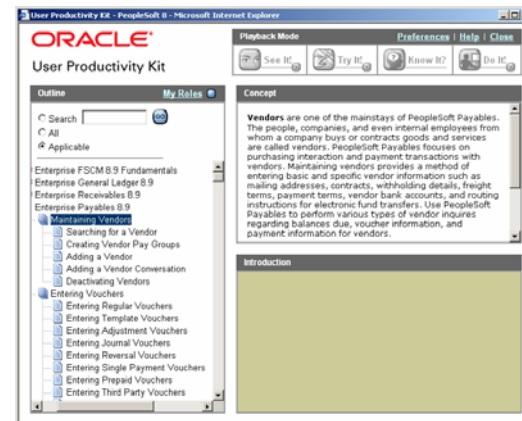 User Productivity Kit - PeopleSoft 8 - Microsoft Internet Explorer
ORACLE
User Productivity Kit
Playback Mode
Preferences | Help | Close
See It!
Try It!
Know It?
Do It!
Outline
My Roles
Search
GO
All
Applicable
Enterprise FSCM 8.9 Fundamentals
Enterprise General Ledger 8.9
Enterprise Receivables 8.9
Enterprise Payables 8.9
Maintaining Vendors
Searching for a Vendor
Creating Vendor Pay Groups
Adding a Vendor
Adding a Vendor Conversation
Deactivating Vendors
Entering Vouchers
Entering Regular Vouchers
Entering Template Vouchers
Entering Adjustment Vouchers
Entering Journal Vouchers
Entering Reversal Vouchers
Entering Single Payment Vouchers
Entering Prepaid Vouchers
Entering Third Party Vouchers
Concept
Vendors are one of the mainstays of PeopleSoft Payables.
The people, companies, and even internal employees from
whom a company buys or contracts goods and services
are called vendors. PeopleSoft Payables focuses on
purchasing interaction and payment transactions with
vendors. Maintaining vendors provides a method of
entering basic and specific vendor information such as
mailing addresses, contracts, withholding details, freight
terms, payment terms, vendor bank accounts, and routing
instructions for electronic fund transfers. Use PeopleSoft
Payables to perform various types of vendor inquires
regarding balances due, voucher information, and
payment information for vendors.
Introduction